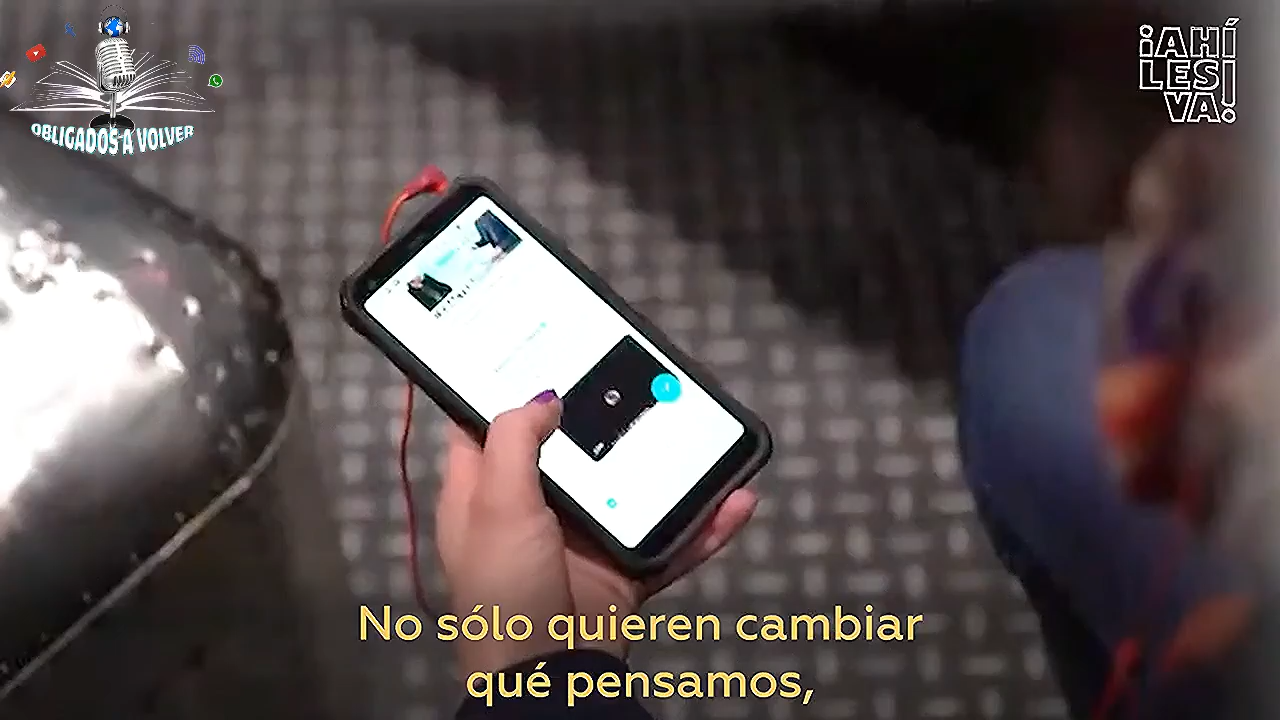 OBLIGADOS A VOLVER
¡AHÍ
LES
VA!
No sólo quieren cambiar
qué pensamos,